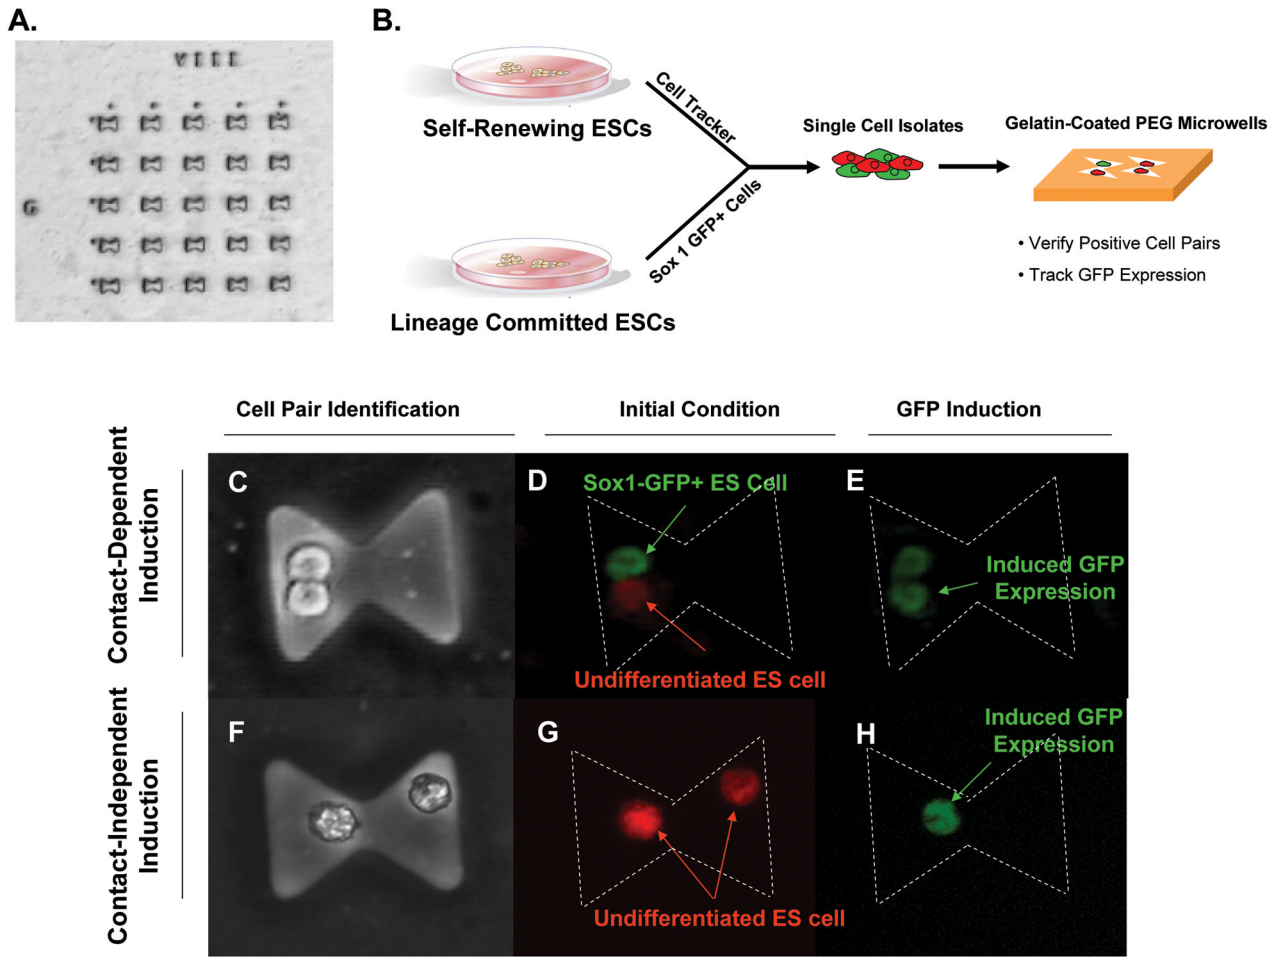 A.
G
B.
Self-Renewing ESCs
Cell Tracker
Sox 1 GFP+ Cells
Lineage Committed ESCs
Single Cell Isolates
Gelatin-Coated PEG Microwells
• Verify Positive Cell Pairs
• Track GFP Expression
Cell Pair Identification
Initial Condition
GFP Induction
Contact-Dependent
Induction
C
D
Sox1-GFP+ ES Cell
Undifferentiated ES cell
E
Induced GFP
Expression
Contact-Independent
Induction
F
G
Undifferentiated ES cell
H
Induced GFP
Expression